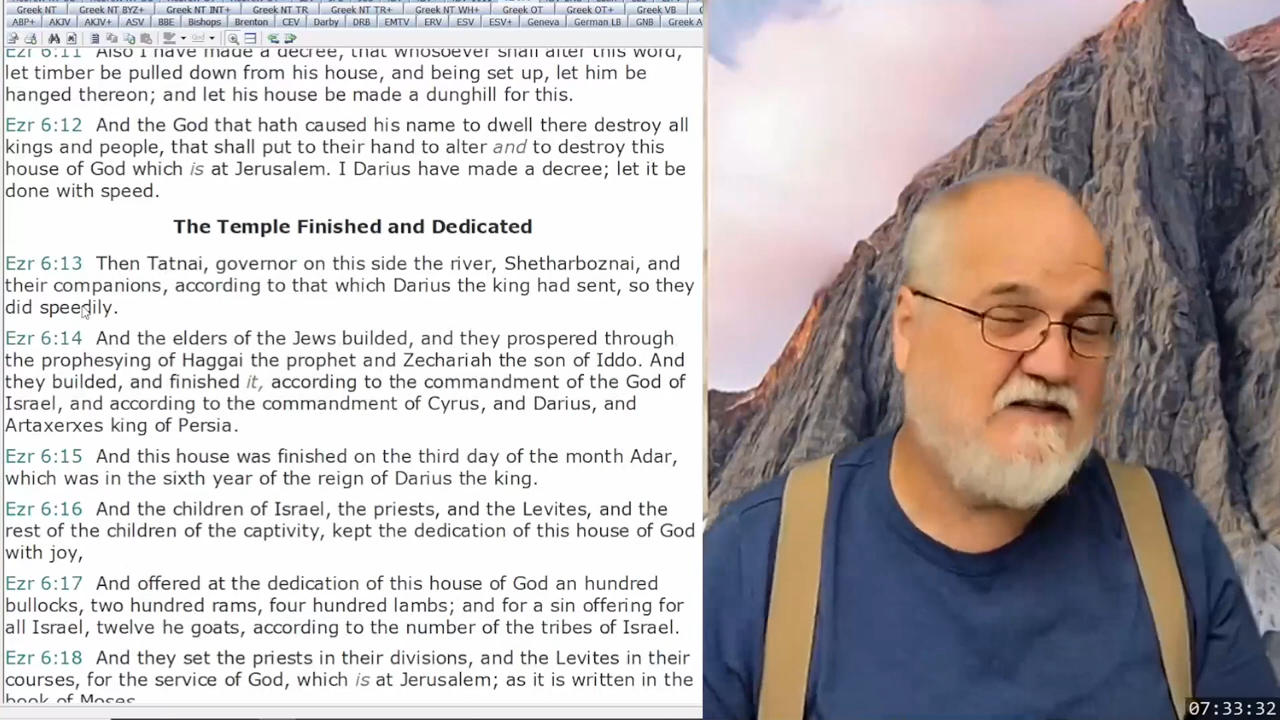 Greek NT Greek NT BYZ+ Greek NT INT+ Greek NT TR Greek NT TR+ Greek NT WH+ Greek OT Greek OT+ Greek VB
ABP+ AKJV AKJV+ ASV BBE Bishops Brenton CEV Darby DRB EMTV ERV ESV ESV+ Geneva German LB GNB Greek A
Ezr 6:11 Also I have made a decree, that whosoever shall alter this word,
let timber be pulled down from his house, and being set up, let him be
hanged thereon; and let his house be made a dunghill for this.
Ezr 6:12 And the God that hath caused his name to dwell there destroy all
kings and people, that shall put to their hand to alter and to destroy this
house of God which is at Jerusalem. I Darius have made a decree; let it be
done with speed.
The Temple Finished and Dedicated
Ezr 6:13 Then Tatnai, governor on this side the river, Shetharboznai, and
their companions, according to that which Darius the king had sent, so they
did speedily.
Ezr 6:14 And the elders of the Jews builded, and they prospered through
the prophesying of Haggai the prophet and Zechariah the son of Iddo. And
they builded, and finished it, according to the commandment of the God of
Israel, and according to the commandment of Cyrus, and Darius, and
Artaxerxes king of Persia.
Ezr 6:15 And this house was finished on the third day of the month Adar,
which was in the sixth year of the reign of Darius the king.
Ezr 6:16 And the children of Israel, the priests, and the Levites, and the
rest of the children of the captivity, kept the dedication of this house of God
with joy,
Ezr 6:17 And offered at the dedication of this house of God an hundred
bullocks, two hundred rams, four hundred lambs; and for a sin offering for
all Israel, twelve he goats, according to the number of the tribes of Israel.
Ezr 6:18 And they set the priests in their divisions, and the Levites in their
courses, for the service of God, which is at Jerusalem; as it is written in the
book of Moses
07:33:32